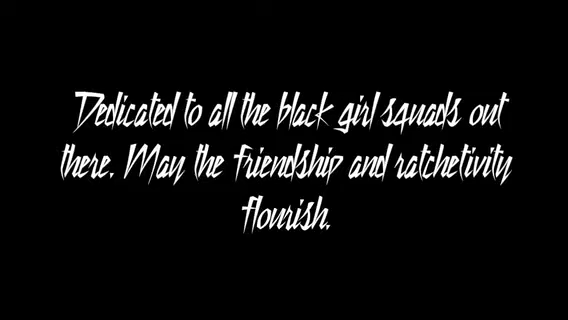 Dedicated to all the black girl squads out
there. May the friendship and ratchetivity
flourish.